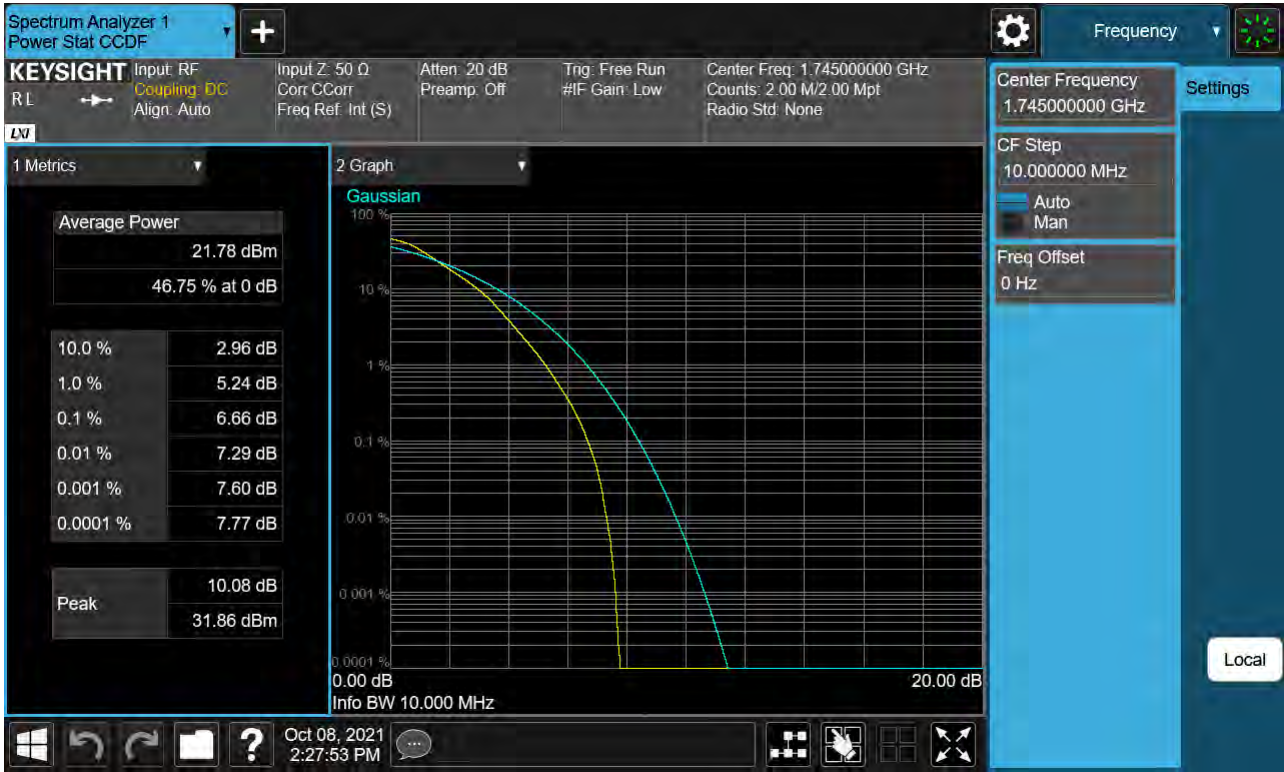 Spectrum Analyzer 1
Power Stat CCDF
Frequency
KEYSIGHT
RL
LXI
Input: RF
Coupling: DC
Align: Auto
Input Z: 50 Ω
Corr CCorr
Freq Ref: Int (S)
Atten: 20 dB
Preamp: Off
Trig: Free Run
#IF Gain: Low
Center Freq: 1.745000000 GHz
Counts: 2.00 M/2.00 Mpt
Radio Std: None
Center Frequency
1.745000000 GHz
Settings
CF Step
10.000000 MHz
Auto
Man
Freq Offset
0 Hz
1 Metrics
Average Power
21.78 dBm
46.75 % at 0 dB
10.0 % 2.96 dB
1.0 % 5.24 dB
0.1 % 6.66 dB
0.01 % 7.29 dB
0.001 % 7.60 dB
0.0001 % 7.77 dB
Peak
10.08 dB
31.86 dBm
2 Graph
Gaussian
100 %
10 %
1 %
0.1 %
0.01 %
0.001 %
0.0001 %
0.00 dB 20.00 dB
Info BW 10.000 MHz
Local
Oct 08, 2021
2:27:53 PM